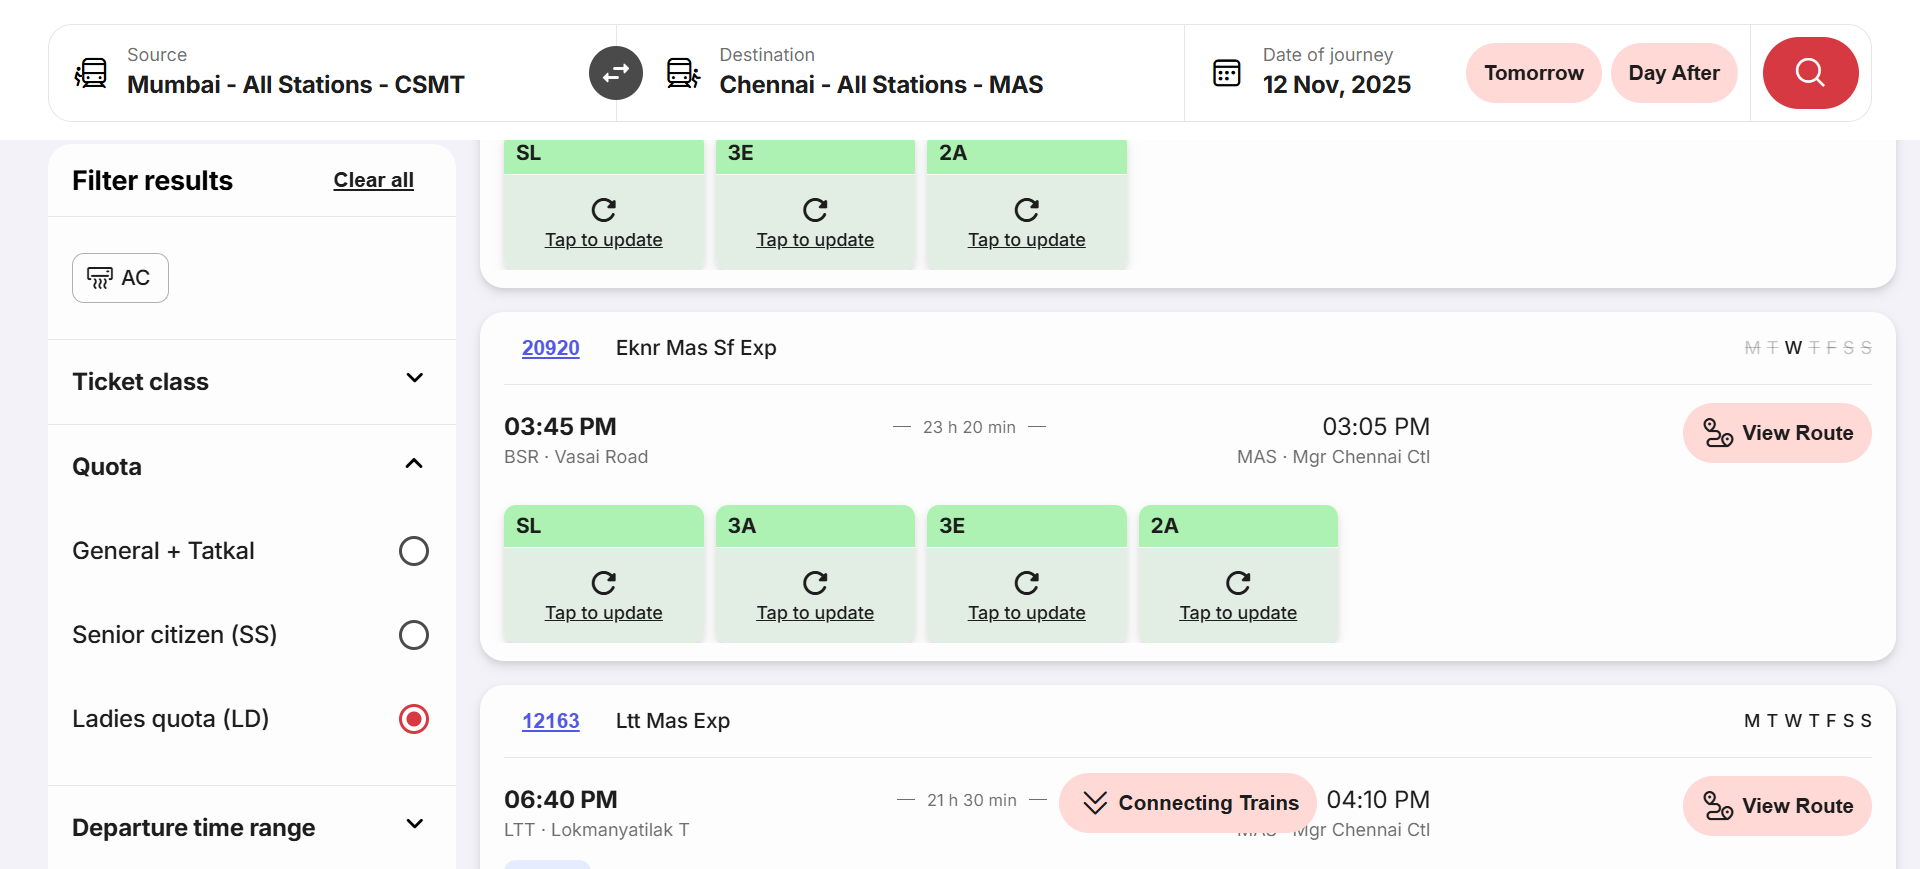 Source
Mumbai - All Stations - CSMT
Destination
Chennai - All Stations - MAS
Date of journey
12 Nov, 2025
Tomorrow
Day After
Filter results
Clear all
AC
Ticket class
Quota
General + Tatkal
Senior citizen (SS)
Ladies quota (LD)
Departure time range
SL
3E
2A
Tap to update
Tap to update
Tap to update
20920
Eknr Mas Sf Exp
M T W T F S S
03:45 PM
23 h 20 min
03:05 PM
BSR · Vasai Road
MAS · Mgr Chennai Ctl
View Route
SL
3A
3E
2A
Tap to update
Tap to update
Tap to update
Tap to update
12163
Ltt Mas Exp
M T W T F S S
06:40 PM
21 h 30 min
Connecting Trains
04:10 PM
LTT · Lokmanyatilak T
MAS · Mgr Chennai Ctl
View Route